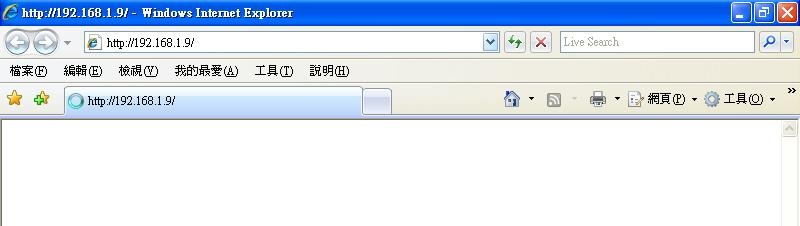 http://192.168.1.9/ - Windows Internet Explorer
http://192.168.1.9/ Live Search
檔案(F) 編輯(E) 檢視(V) 我的最愛(A) 工具(T) 說明(H)
http://192.168.1.9/ 網頁(P) 工具(O) »